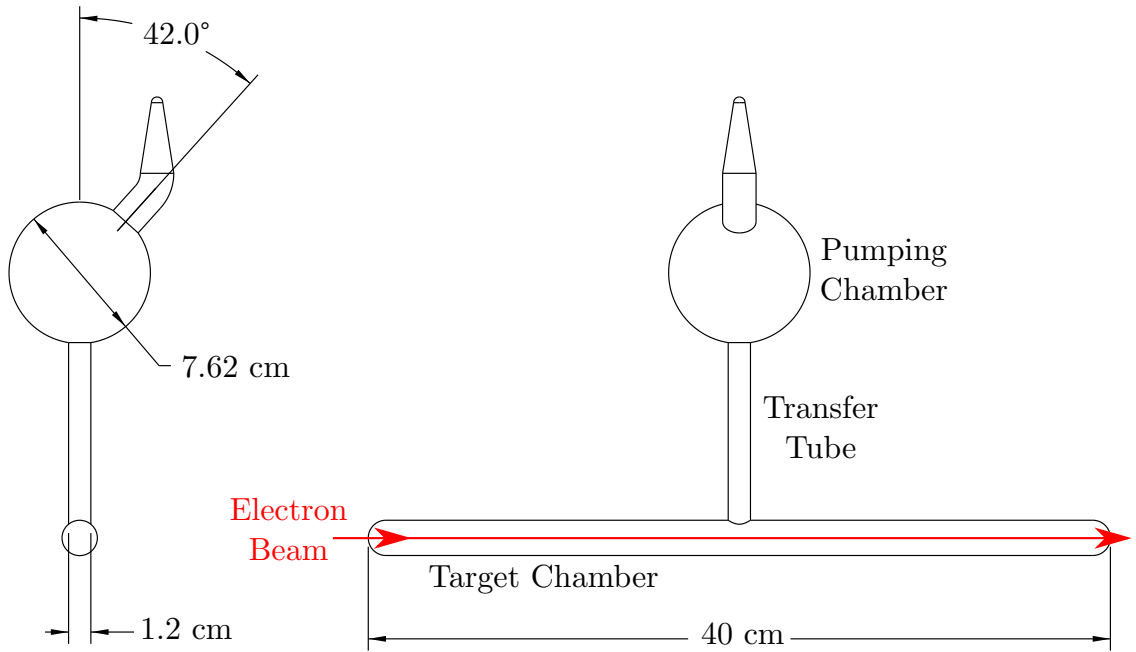 42.0°
Pumping
Chamber
7.62 cm
Transfer
Tube
Electron
Beam
Target Chamber
1.2 cm
40 cm